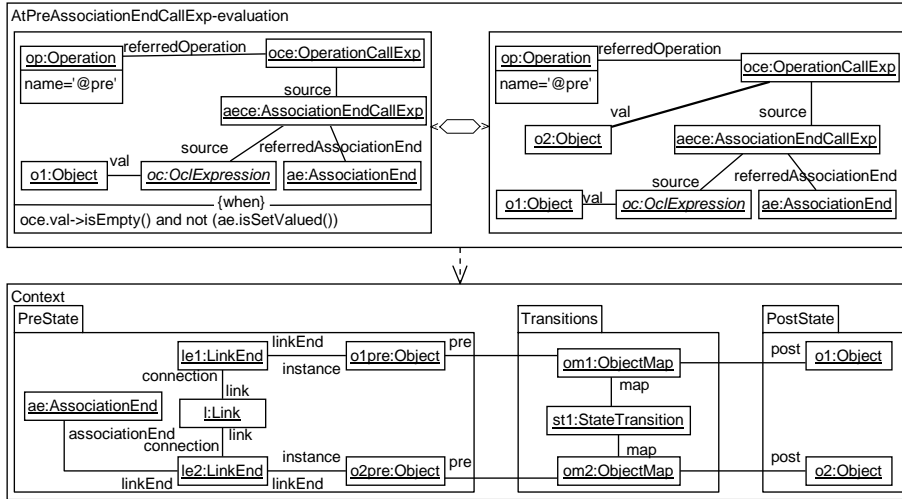 AtPreAssociationEndCallExp-evaluation
op:Operation
name='@pre'
referredOperation
oce:OperationCallExp
source
aece:AssociationEndCallExp
source
referredAssociationEnd
o1:Object
val
oc:OclExpression
ae:AssociationEnd
{when}
oce.val->isEmpty() and not (ae.isSetValued())
op:Operation
name='@pre'
referredOperation
oce:OperationCallExp
val
source
o2:Object
aece:AssociationEndCallExp
source
referredAssociationEnd
o1:Object
val
oc:OclExpression
ae:AssociationEnd
Context
PreState
Transitions
PostState
le1:LinkEnd
linkEnd
instance
o1pre:Object
pre
om1:ObjectMap
post
o1:Object
connection
link
map
ae:AssociationEnd
l:Link
st1:StateTransition
associationEnd
link
connection
map
le2:LinkEnd
linkEnd
instance
linkEnd
o2pre:Object
pre
om2:ObjectMap
post
o2:Object